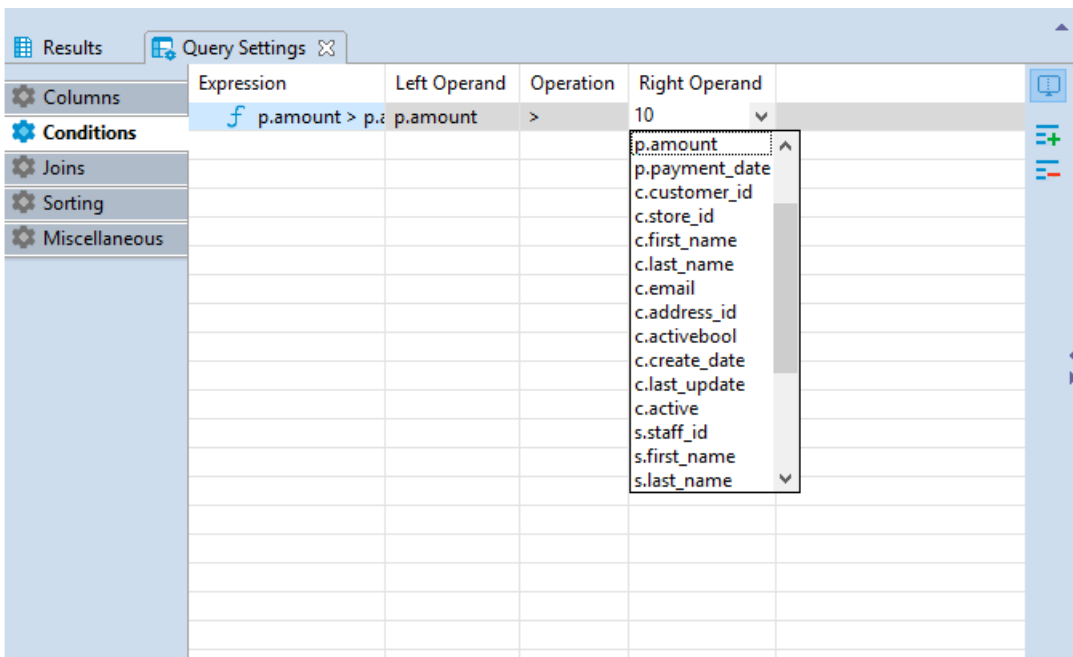 Results
Query Settings
Columns
Conditions
Joins
Sorting
Miscellaneous
Expression Left Operand Operation Right Operand
p.amount > p.a p.amount > 10
p.amount
p.payment_date
c.customer_id
c.store_id
c.first_name
c.last_name
c.email
c.address_id
c.activebool
c.create_date
c.last_update
c.active
s.staff_id
s.first_name
s.last_name